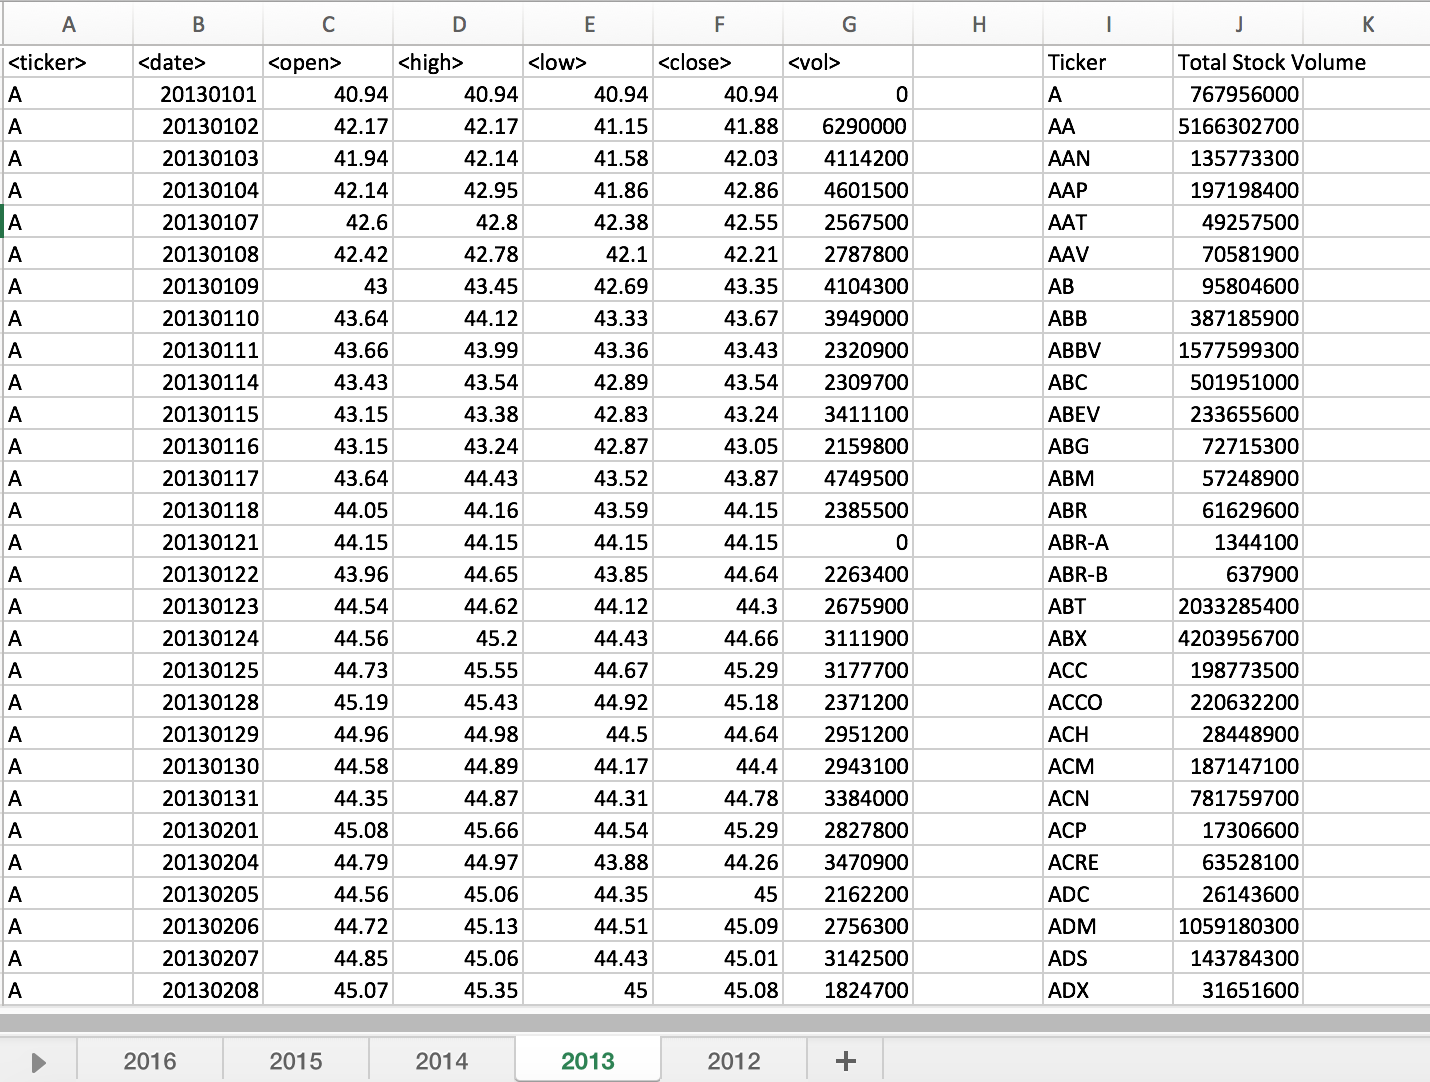 A B C D E F G H I J K
<ticker> <date> <open> <high> <low> <close> <vol> Ticker Total Stock Volume
A 20130101 40.94 40.94 40.94 40.94 0 A 767956000
A 20130102 42.17 42.17 41.15 41.88 6290000 AA 5166302700
A 20130103 41.94 42.14 41.58 42.03 4114200 AAN 135773300
A 20130104 42.14 42.95 41.86 42.86 4601500 AAP 197198400
A 20130107 42.6 42.8 42.38 42.55 2567500 AAT 49257500
A 20130108 42.42 42.78 42.1 42.21 2787800 AAV 70581900
A 20130109 43 43.45 42.69 43.35 4104300 AB 95804600
A 20130110 43.64 44.12 43.33 43.67 3949000 ABB 387185900
A 20130111 43.66 43.99 43.36 43.43 2320900 ABBV 1577599300
A 20130114 43.43 43.54 42.89 43.54 2309700 ABC 501951000
A 20130115 43.15 43.38 42.83 43.24 3411100 ABEV 233655600
A 20130116 43.15 43.24 42.87 43.05 2159800 ABG 72715300
A 20130117 43.64 44.43 43.52 43.87 4749500 ABM 57248900
A 20130118 44.05 44.16 43.59 44.15 2385500 ABR 61629600
A 20130121 44.15 44.15 44.15 44.15 0 ABR-A 1344100
A 20130122 43.96 44.65 43.85 44.64 2263400 ABR-B 637900
A 20130123 44.54 44.62 44.12 44.3 2675900 ABT 2033285400
A 20130124 44.56 45.2 44.43 44.66 3111900 ABX 4203956700
A 20130125 44.73 45.55 44.67 45.29 3177700 ACC 198773500
A 20130128 45.19 45.43 44.92 45.18 2371200 ACCO 220632200
A 20130129 44.96 44.98 44.5 44.64 2951200 ACH 28448900
A 20130130 44.58 44.89 44.17 44.4 2943100 ACM 187147100
A 20130131 44.35 44.87 44.31 44.78 3384000 ACN 781759700
A 20130201 45.08 45.66 44.54 45.29 2827800 ACP 17306600
A 20130204 44.79 44.97 43.88 44.26 3470900 ACRE 63528100
A 20130205 44.56 45.06 44.35 45 2162200 ADC 26143600
A 20130206 44.72 45.13 44.51 45.09 2756300 ADM 1059180300
A 20130207 44.85 45.06 44.43 45.01 3142500 ADS 143784300
A 20130208 45.07 45.35 45 45.08 1824700 ADX 31651600
2016 2015 2014 2013 2012 +